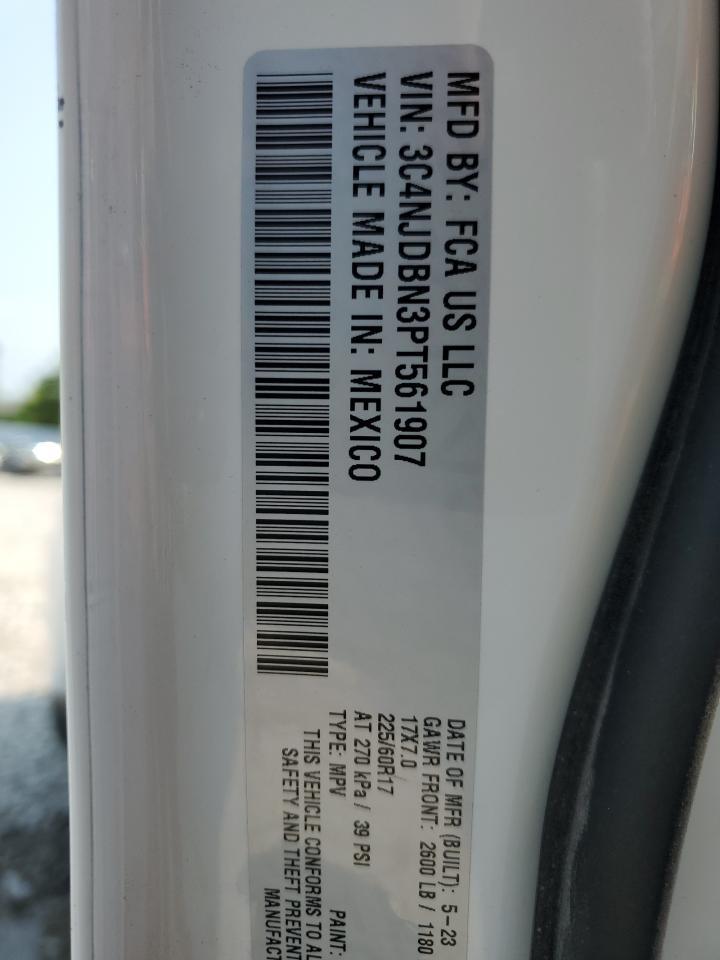 MFD BY: FCA US LLC
VIN: 3C4NJDBN3PT561907
VEHICLE MADE IN: MEXICO
DATE OF MFR (BUILT): 5-23
GAWR FRONT: 2600 LB / 1180
17X7.0
225/60R17
AT 270 kPa / 39 PSI
TYPE: MPV
PAINT:
THIS VEHICLE CONFORMS TO AL
SAFETY AND THEFT PREVENT
MANUFAC